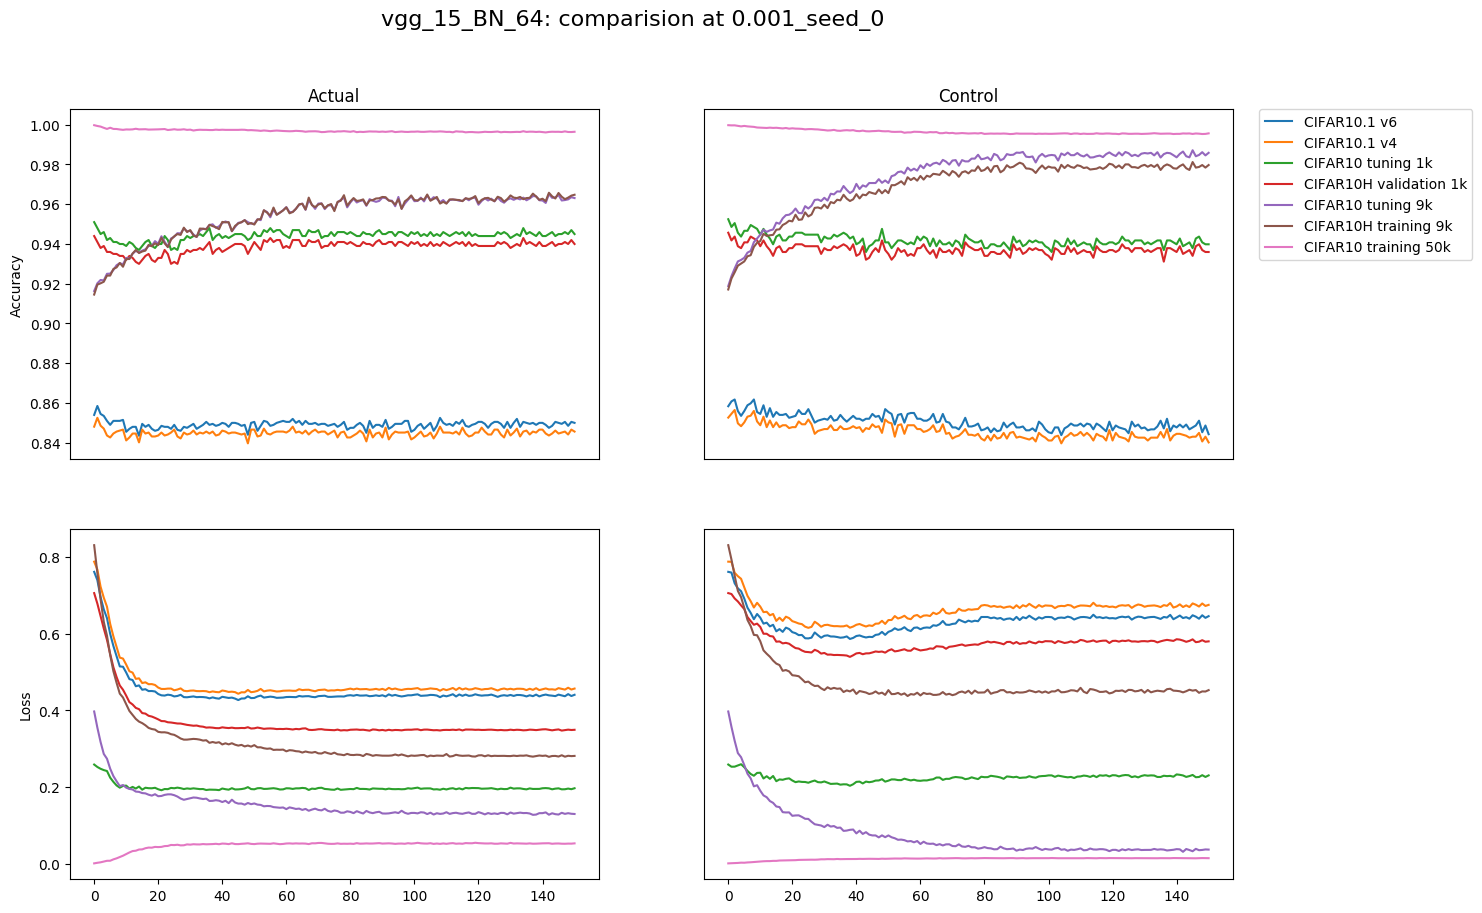 vgg_15_BN_64: comparision at 0.001_seed_0
Actual
Control
Accuracy
1.00
0.98
0.96
0.94
0.92
0.90
0.88
0.86
0.84
CIFAR10.1 v6
CIFAR10.1 v4
CIFAR10 tuning 1k
CIFAR10H validation 1k
CIFAR10 tuning 9k
CIFAR10H training 9k
CIFAR10 training 50k
Loss
0.8
0.6
0.4
0.2
0.0
0 20 40 60 80 100 120 140
0 20 40 60 80 100 120 140